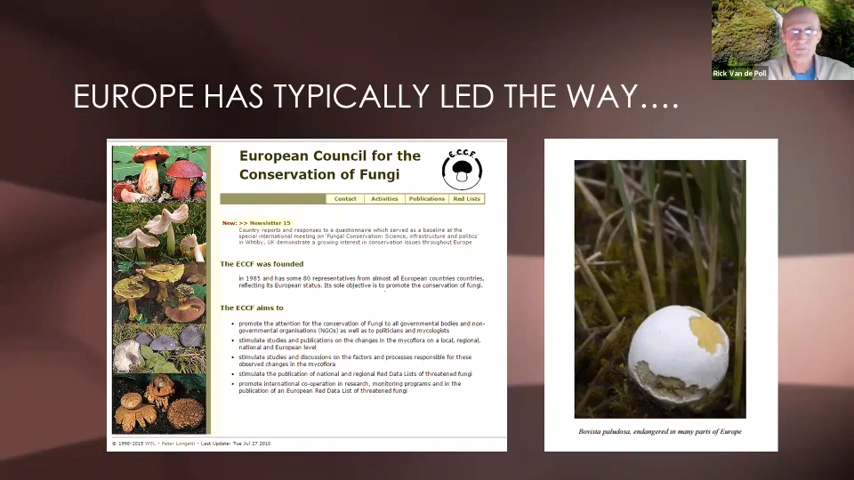 Rick Van de Poll
EUROPE HAS TYPICALLY LED THE WAY....
European Council for the
Conservation of Fungi
E.C.C.F.
Contact Activities Publications Red Lists
New: >> Newsletter 15
Country reports and responses to a questionnaire which served as a baseline at the
special international meeting on 'Fungal Conservation: Science, infrastructure and politics'
in Whitby, UK demonstrate a growing interest in conservation issues throughout Europe
The ECCF was founded
in 1985 and has some 80 representatives from almost all European countries countries,
reflecting its European status. Its sole objective is to promote the conservation of fungi.
The ECCF aims to
• promote the attention for the conservation of Fungi to all governmental bodies and non-
governmental organisations (NGOs) as well as to politicians and mycologists
• stimulate studies and publications on the changes in the mycoflora on a local, regional,
national and European level
• stimulate studies and discussions on the factors and processes responsible for these
observed changes in the mycoflora
• stimulate the publication of national and regional Red Data Lists of threatened fungi
• promote international co-operation in research, monitoring programs and in the
publication of an European Red Data List of threatened fungi
© 1990-2015 WSL • Peter Longath • Last Update: Tue Jul 27 2010
Bovista paludosa, endangered in many parts of Europe